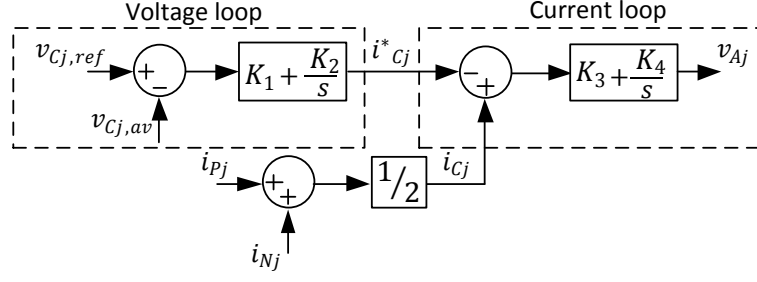 Voltage loop
Current loop
v_{Cj,ref}
+
−
K_1 + K_2/s
i*_{Cj}
-
+
K_3 + K_4/s
v_{Aj}
v_{Cj,av}
i_{Pj}
+
+
1/2
i_{Cj}
i_{Nj}